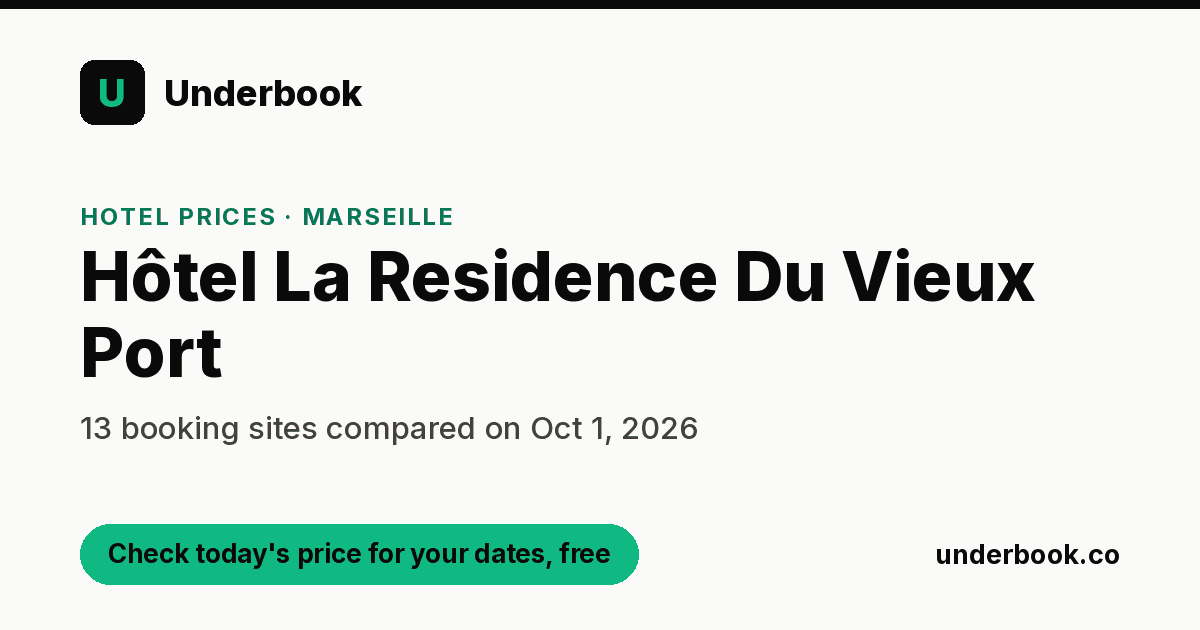 U Underbook
HOTEL PRICES · MARSEILLE
Hôtel La Residence Du Vieux
Port
13 booking sites compared on Oct 1, 2026
Check today's price for your dates, free
underbook.co